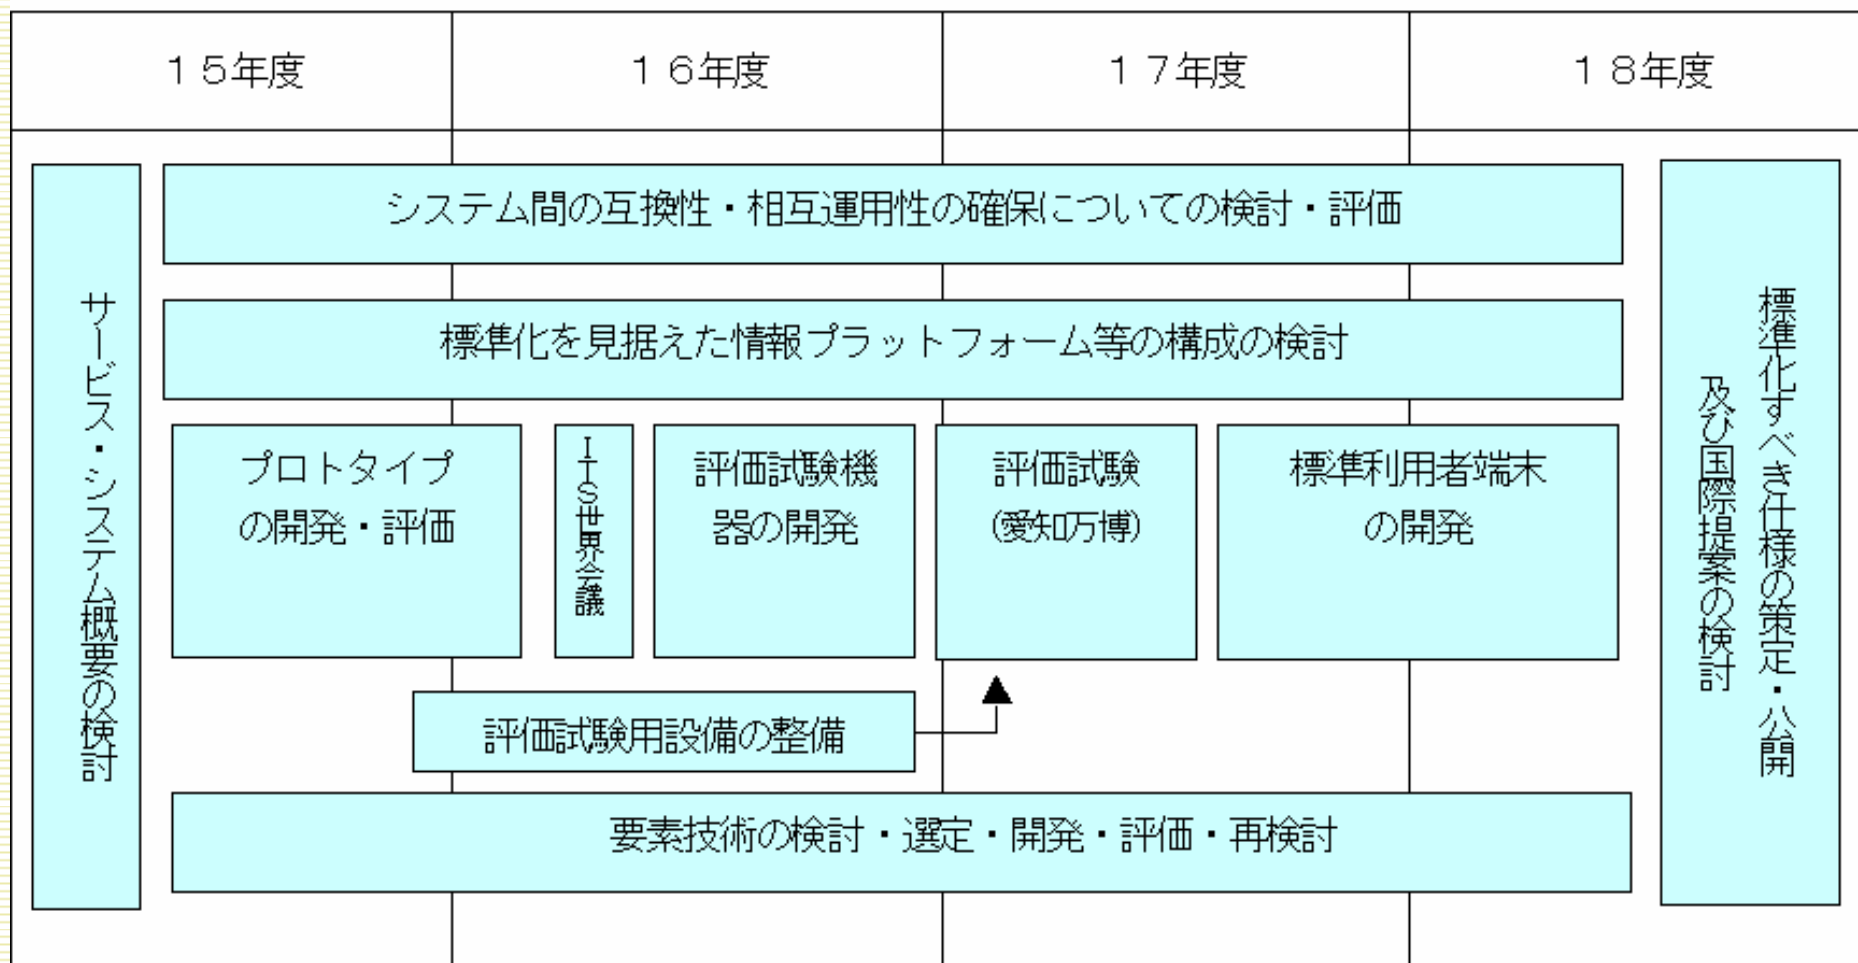 １５年度
１６年度
１７年度
１８年度
サービス・システム概要の検討
システム間の互換性・相互運用性の確保についての検討・評価
標準化を見据えた情報プラットフォーム等の構成の検討
プロトタイプ
の開発・評価
ＩＴＳ世界会議
評価試験機
器の開発
評価試験
(愛知万博)
標準利用者端末
の開発
評価試験用設備の整備
要素技術の検討・選定・開発・評価・再検討
標準化すべき仕様の策定・公開
及び国際提案の検討